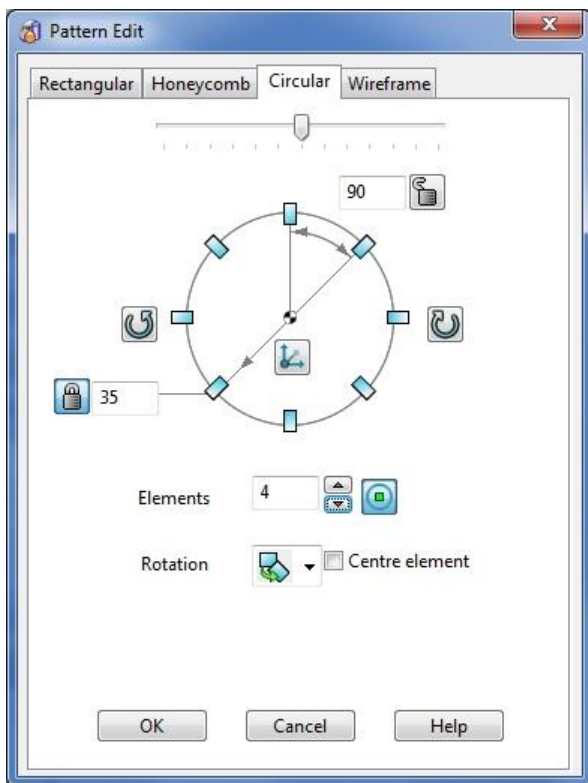 Pattern Edit
Rectangular Honeycomb Circular Wireframe
90
35
Elements 4
Rotation Centre element
OK Cancel Help